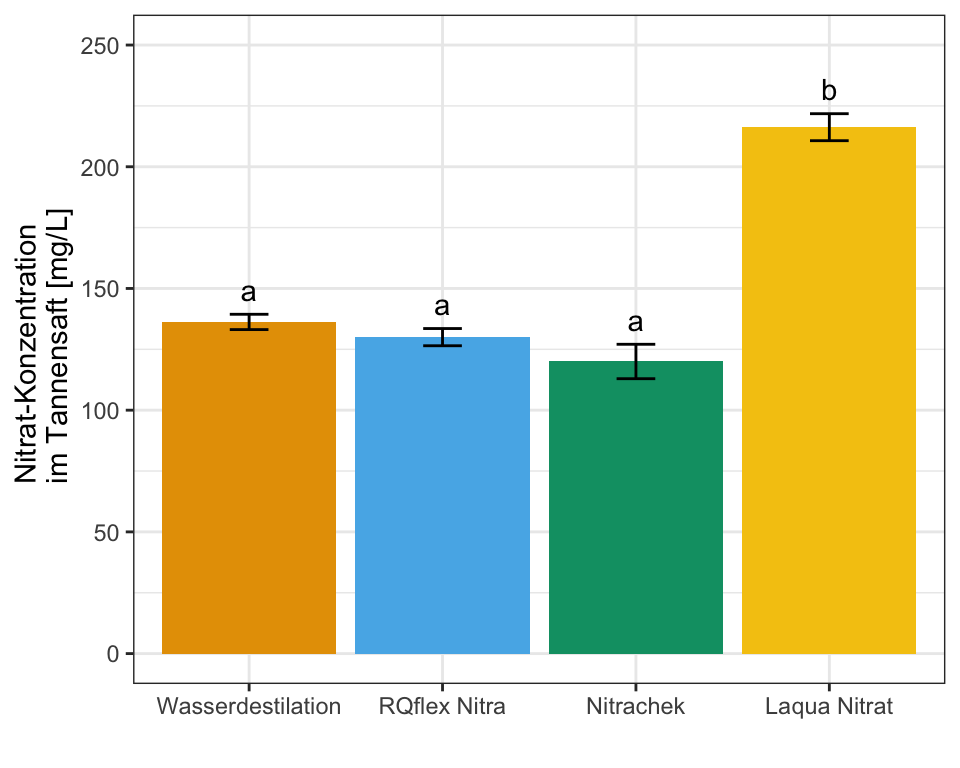 Nitrat-Konzentration
im Tannensaft [mg/L]
250
200
150
100
50
0
a
a
a
b
Wasserdestilation
RQflex Nitra
Nitrachek
Laqua Nitrat